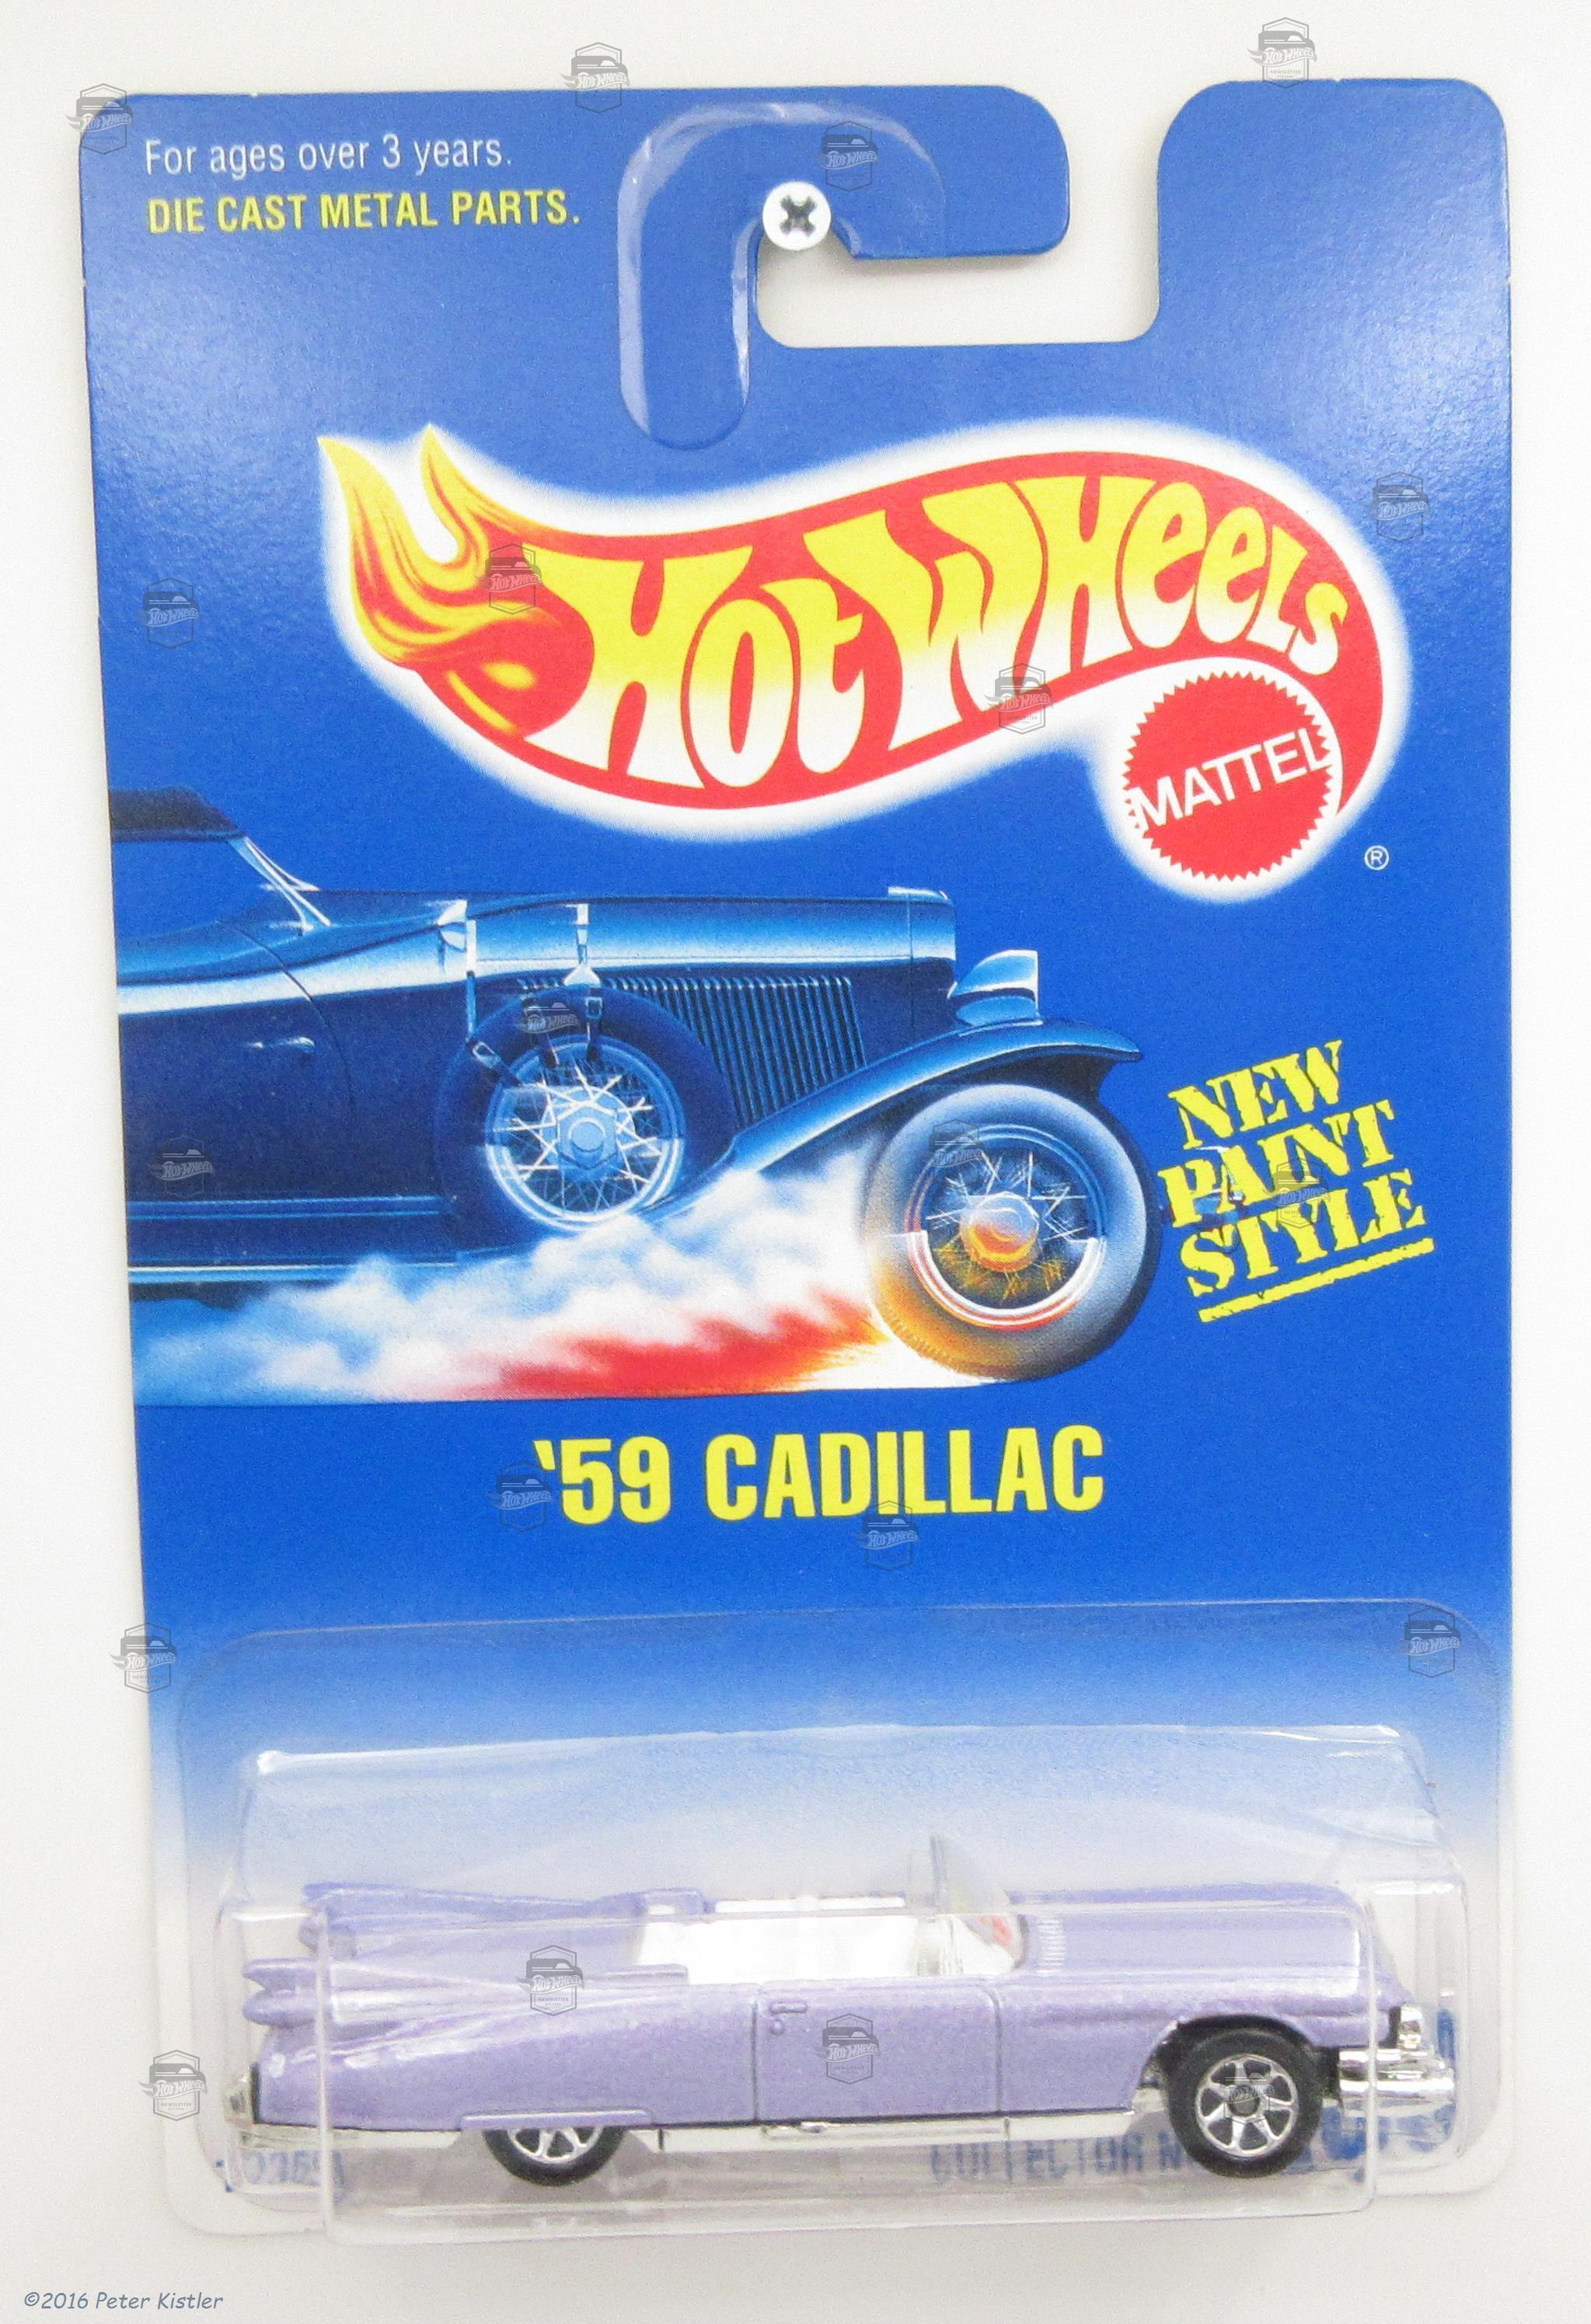 For ages over 3 years.
DIE CAST METAL PARTS.
HOT WHEELS
MATTEL
®
NEW
PAINT
STYLE
'59 CADILLAC
COLLECTOR
©2016 Peter Kistler